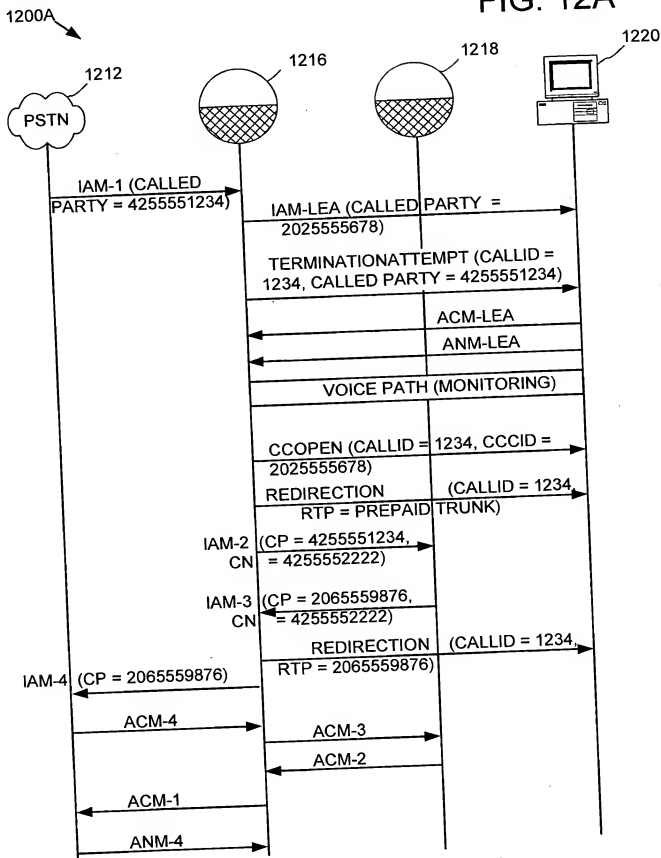 FIG. 12A
1200A
1212
1216
1218
1220
PSTN
IAM-1 (CALLED
PARTY = 4255551234)
IAM-LEA (CALLED PARTY =
2025555678)
TERMINATIONATTEMPT (CALLID =
1234, CALLED PARTY = 4255551234)
ACM-LEA
ANM-LEA
VOICE PATH (MONITORING)
CCOPEN (CALLID = 1234, CCCID =
2025555678)
REDIRECTION (CALLID = 1234,
RTP = PREPAID TRUNK)
IAM-2 (CP = 4255551234,
CN = 4255552222)
IAM-3 (CP = 2065559876,
CN = 4255552222)
REDIRECTION (CALLID = 1234,
RTP = 2065559876)
IAM-4 (CP = 2065559876)
ACM-4
ACM-3
ACM-2
ACM-1
ANM-4